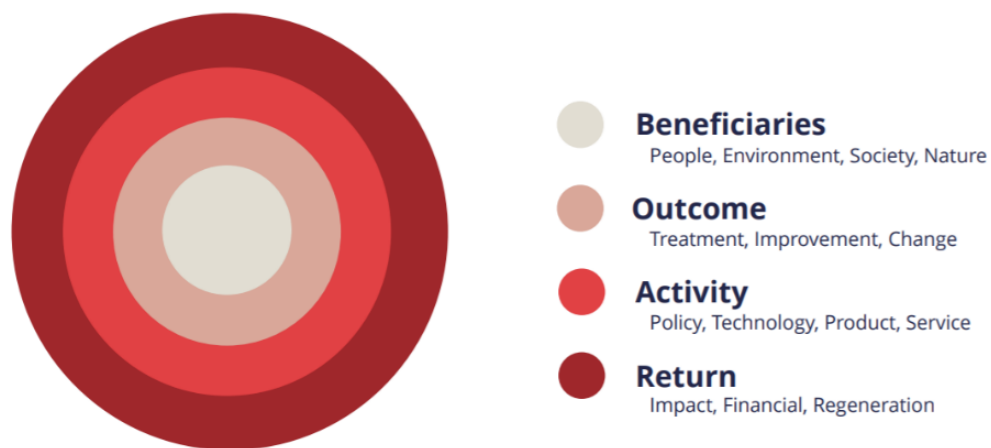 Beneficiaries
People, Environment, Society, Nature
Outcome
Treatment, Improvement, Change
Activity
Policy, Technology, Product, Service
Return
Impact, Financial, Regeneration